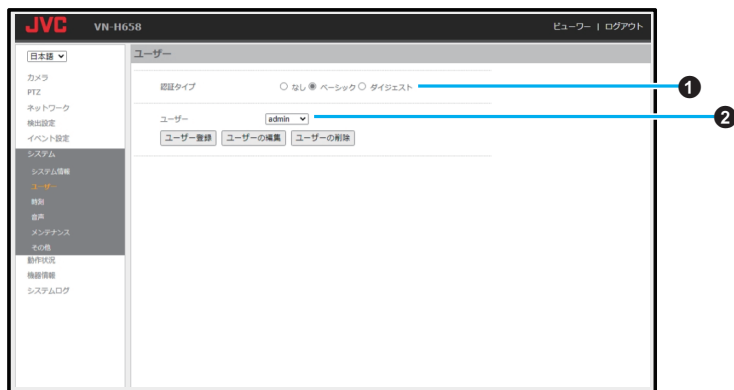 JVC VN-H658 ビューワー | ログアウト
日本語
ユーザー
カメラ
PTZ
ネットワーク
検出設定
イベント設定
システム
システム情報
ユーザー
時刻
音声
メンテナンス
その他
動作状況
機器情報
システムログ
認証タイプ なし ベーシック ダイジェスト
1
ユーザー admin
2
ユーザー登録 ユーザーの編集 ユーザーの削除